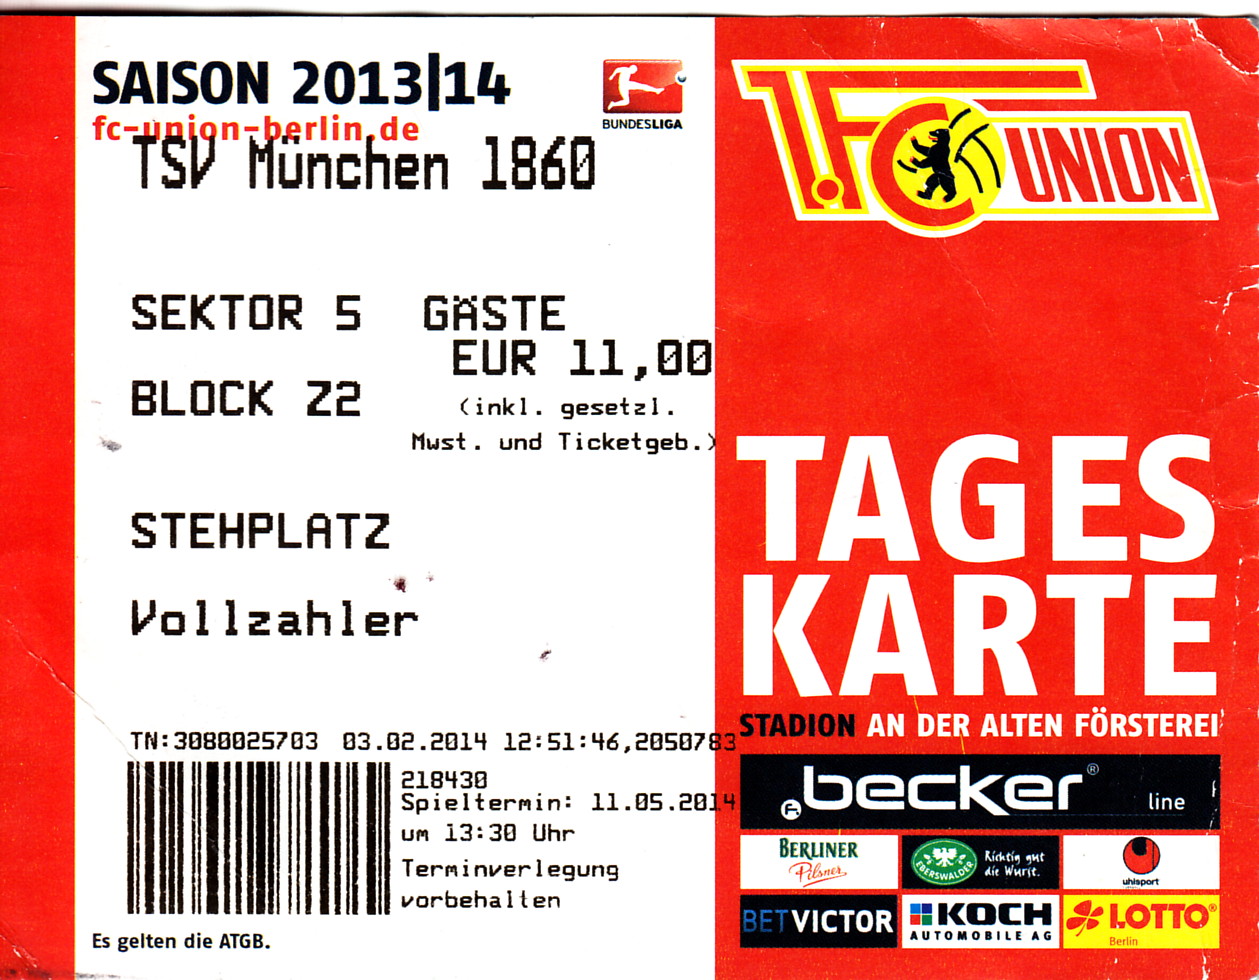 SAISON 2013|14
fc-union-berlin.de
BUNDESLIGA
TSV München 1860
SEKTOR 5 GÄSTE
EUR 11,00
BLOCK Z2
(inkl. gesetzl.
Mwst. und Ticketgeb.)
STEHPLATZ
Vollzahler
TN:3080025703 03.02.2014 12:51:46,2050783
218430
Spieltermin: 11.05.2014
um 13:30 Uhr
Terminverlegung
vorbehalten
Es gelten die ATGB.
1.FC UNION
TAGES
KARTE
STADION AN DER ALTEN FÖRSTEREI
F. becker® line
BERLINER
Pilsner
EBERSWALDER
Richtig gut
die Wurst.
uhlsport
BETVICTOR
KOCH
AUTOMOBILE AG
LOTTO®
Berlin